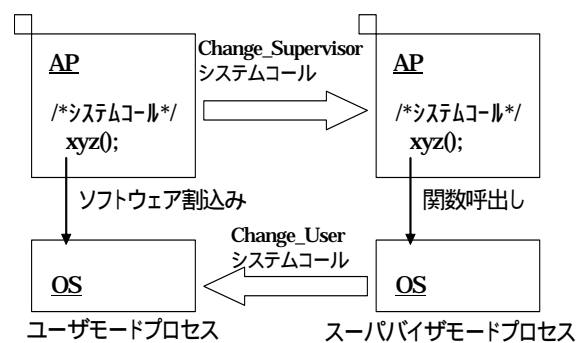 AP
/*システムコール*/
xyz();
ソフトウェア割込み
OS
ユーザモードプロセス
Change_Supervisor
システムコール
Change_User
システムコール
AP
/*システムコール*/
xyz();
関数呼出し
OS
スーパバイザモードプロセス